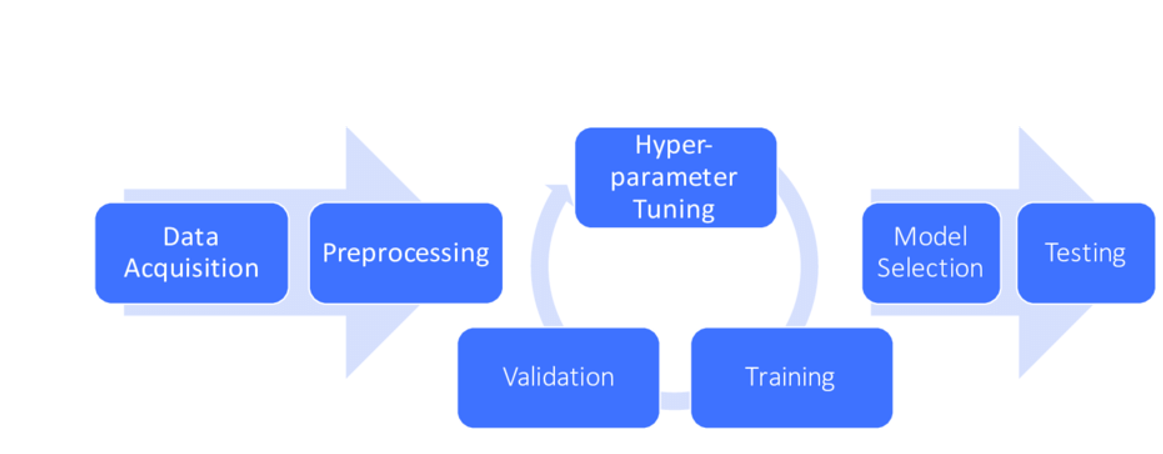 Data
Acquisition
Preprocessing
Hyper-
parameter
Tuning
Validation
Training
Model
Selection
Testing